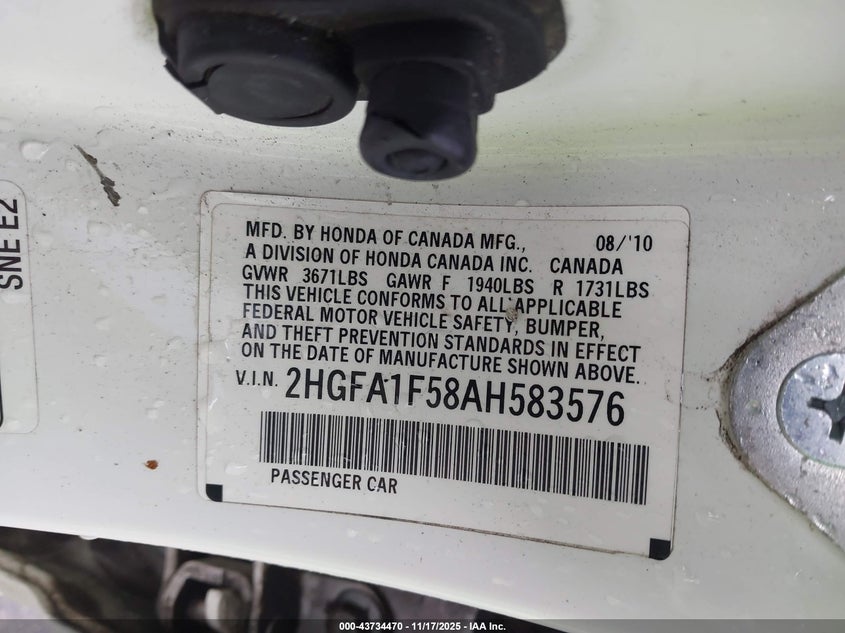 SNE E2
MFD. BY HONDA OF CANADA MFG., 08/'10
A DIVISION OF HONDA CANADA INC. CANADA
GVWR 3671LBS GAWR F 1940LBS R 1731LBS
THIS VEHICLE CONFORMS TO ALL APPLICABLE
FEDERAL MOTOR VEHICLE SAFETY, BUMPER,
AND THEFT PREVENTION STANDARDS IN EFFECT
ON THE DATE OF MANUFACTURE SHOWN ABOVE.
V.I.N. 2HGFA1F58AH583576
PASSENGER CAR
000-43734470 — 11/17/2025 - IAA Inc.